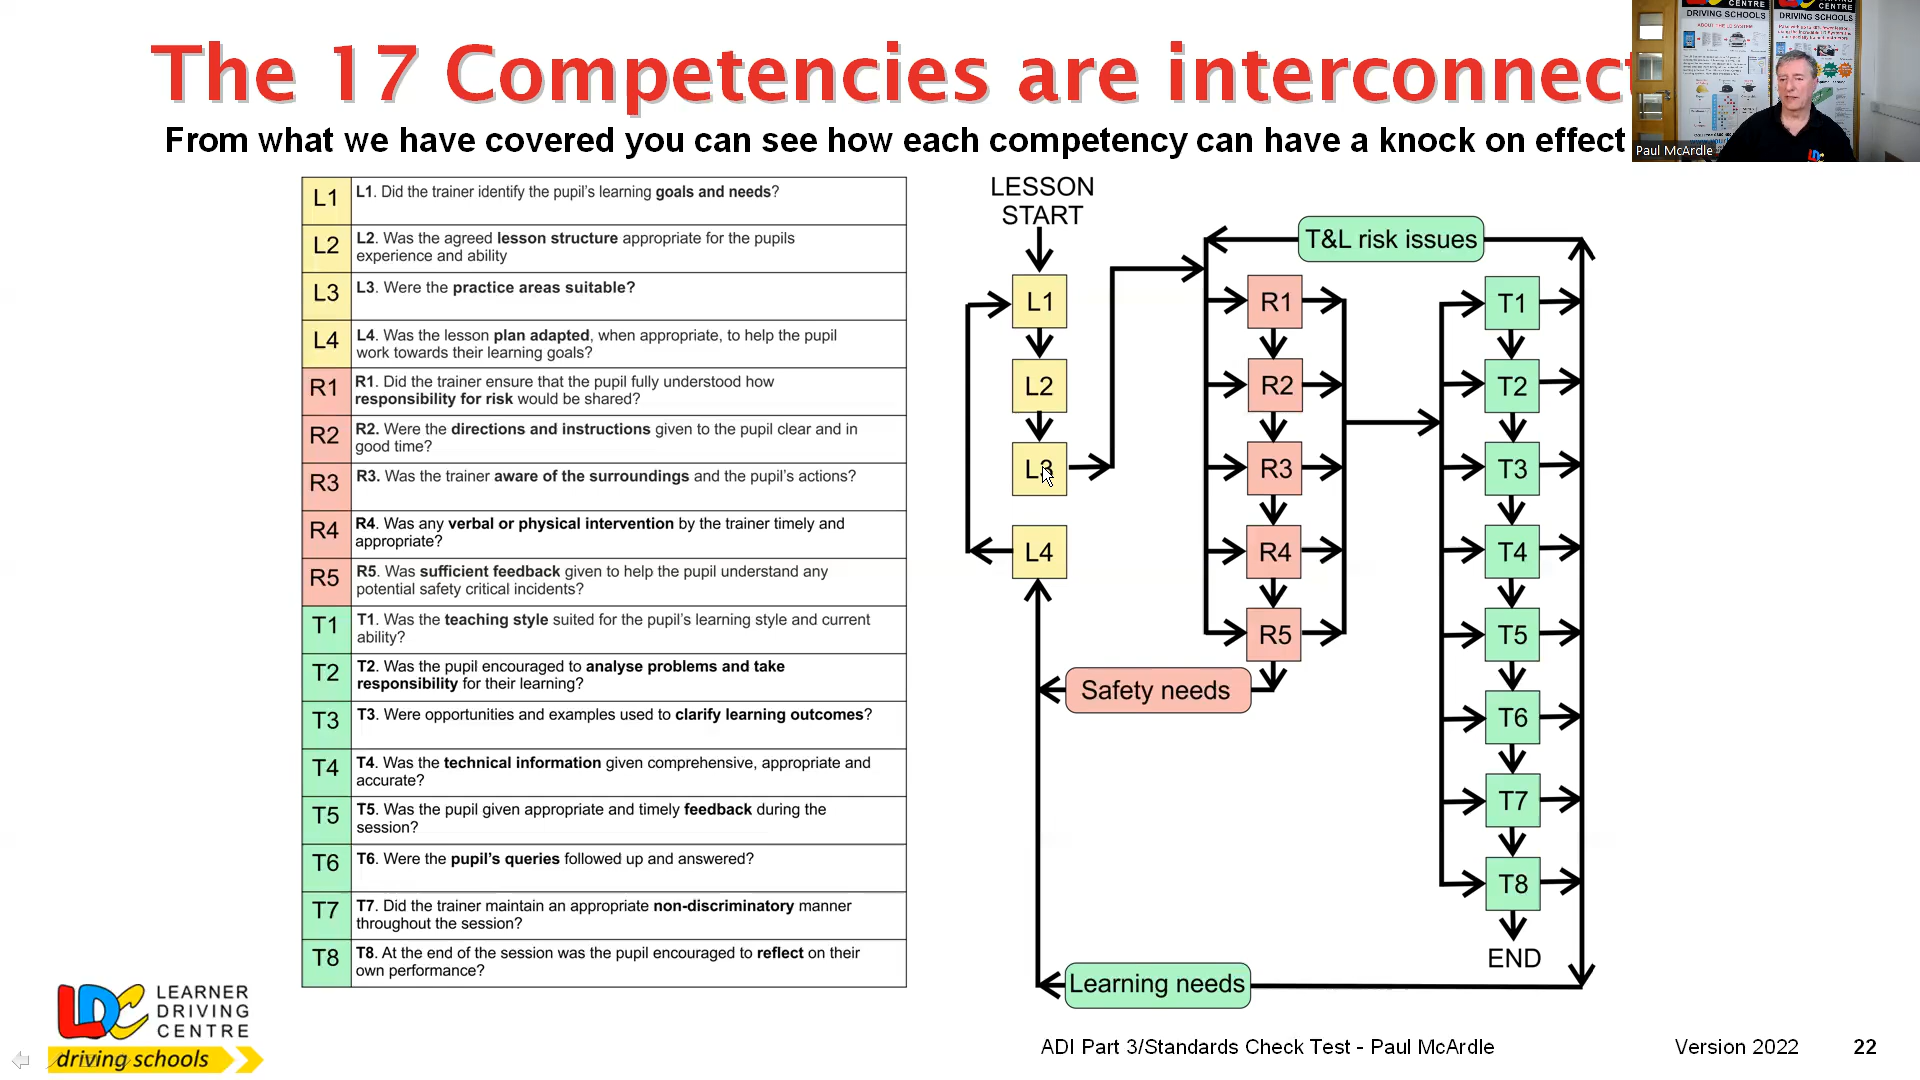 The 17 Competencies are interconnect
From what we have covered you can see how each competency can have a knock on effect
CENTRE
CENTRE
DRIVING SCHOOLS
DRIVING SCHOOLS
Paul McArdle
L1
L1. Did the trainer identify the pupil's learning goals and needs?
L2
L2. Was the agreed lesson structure appropriate for the pupils
experience and ability
L3
L3. Were the practice areas suitable?
L4
L4. Was the lesson plan adapted, when appropriate, to help the pupil
work towards their learning goals?
R1
R1. Did the trainer ensure that the pupil fully understood how
responsibility for risk would be shared?
R2
R2. Were the directions and instructions given to the pupil clear and in
good time?
R3
R3. Was the trainer aware of the surroundings and the pupil's actions?
R4
R4. Was any verbal or physical intervention by the trainer timely and
appropriate?
R5
R5. Was sufficient feedback given to help the pupil understand any
potential safety critical incidents?
T1
T1. Was the teaching style suited for the pupil's learning style and current
ability?
T2
T2. Was the pupil encouraged to analyse problems and take
responsibility for their learning?
T3
T3. Were opportunities and examples used to clarify learning outcomes?
T4
T4. Was the technical information given comprehensive, appropriate and
accurate?
T5
T5. Was the pupil given appropriate and timely feedback during the
session?
T6
T6. Were the pupil's queries followed up and answered?
T7
T7. Did the trainer maintain an appropriate non-discriminatory manner
throughout the session?
T8
T8. At the end of the session was the pupil encouraged to reflect on their
own performance?
LESSON
START
L1
L2
L3
L4
T&L risk issues
R1
R2
R3
R4
R5
Safety needs
T1
T2
T3
T4
T5
T6
T7
T8
END
Learning needs
LDC
LEARNER
DRIVING
CENTRE
driving schools
ADI Part 3/Standards Check Test - Paul McArdle
Version 2022
22